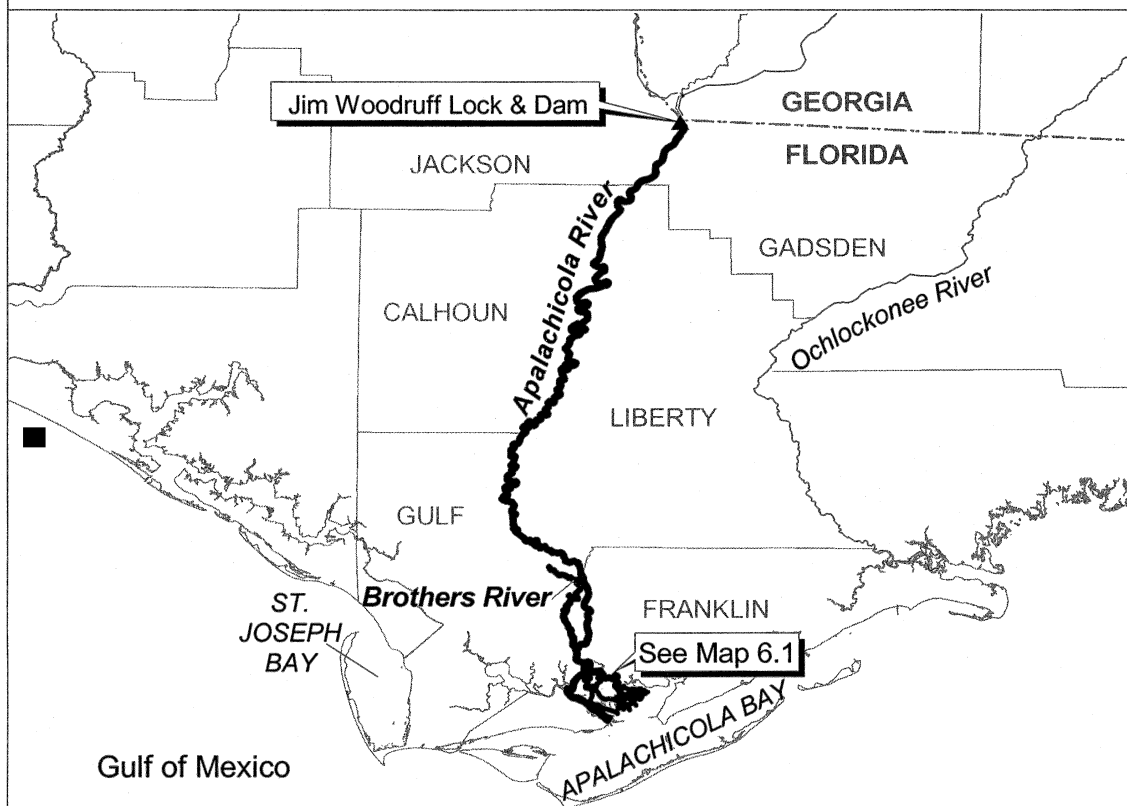 Jim Woodruff Lock & Dam
GEORGIA
FLORIDA
JACKSON
Apalachicola River
GADSDEN
CALHOUN
Ochlockonee River
LIBERTY
GULF
Brothers River
FRANKLIN
ST.
JOSEPH
BAY
See Map 6.1
APALACHICOLA BAY
Gulf of Mexico